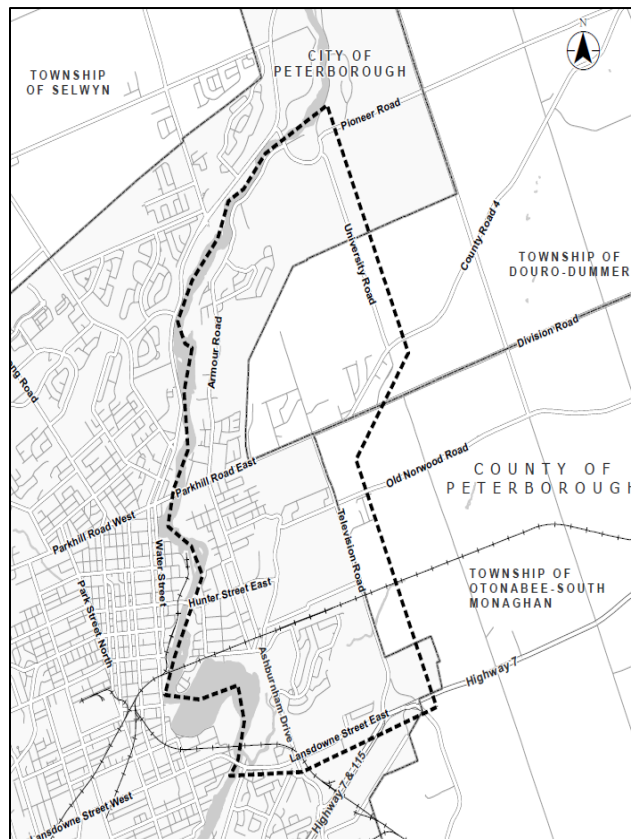 N
CITY OF
PETERBOROUGH
TOWNSHIP
OF SELWYN
Pioneer Road
County Road 4
University Road
TOWNSHIP OF
DOURO-DUMMER
Division Road
Armour Road
ang Road
Parkhill Road East
Old Norwood Road
COUNTY OF
PETERBOROUGH
Parkhill Road West
Water Street
Television Road
Park Street North
Hunter Street East
TOWNSHIP OF
OTONABEE-SOUTH
MONAGHAN
Ashburnham Drive
Highway 7
Lansdowne Street East
Highway 7 & 115
Lansdowne Street West